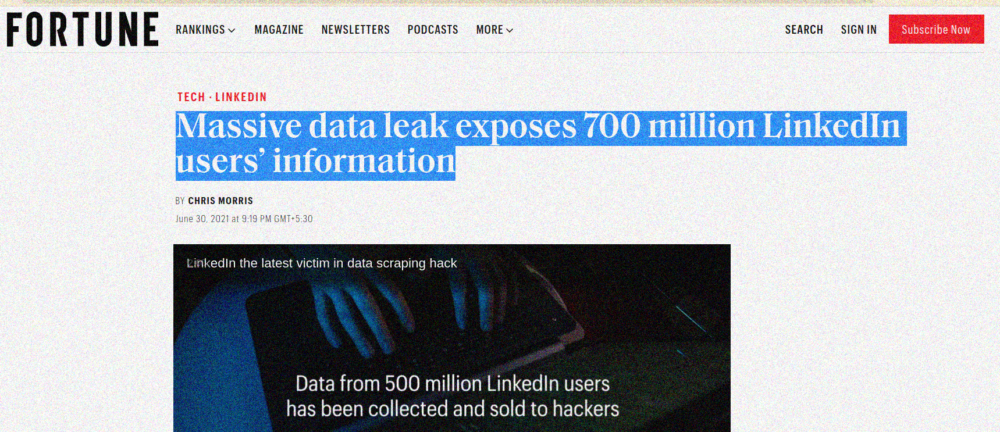 FORTUNE RANKINGS MAGAZINE NEWSLETTERS PODCASTS MORE SEARCH SIGN IN Subscribe Now
TECH · LINKEDIN
Massive data leak exposes 700 million LinkedIn
users’ information
BY CHRIS MORRIS
June 30, 2021 at 9:19 PM GMT+5:30
LinkedIn the latest victim in data scraping hack
Data from 500 million LinkedIn users
has been collected and sold to hackers